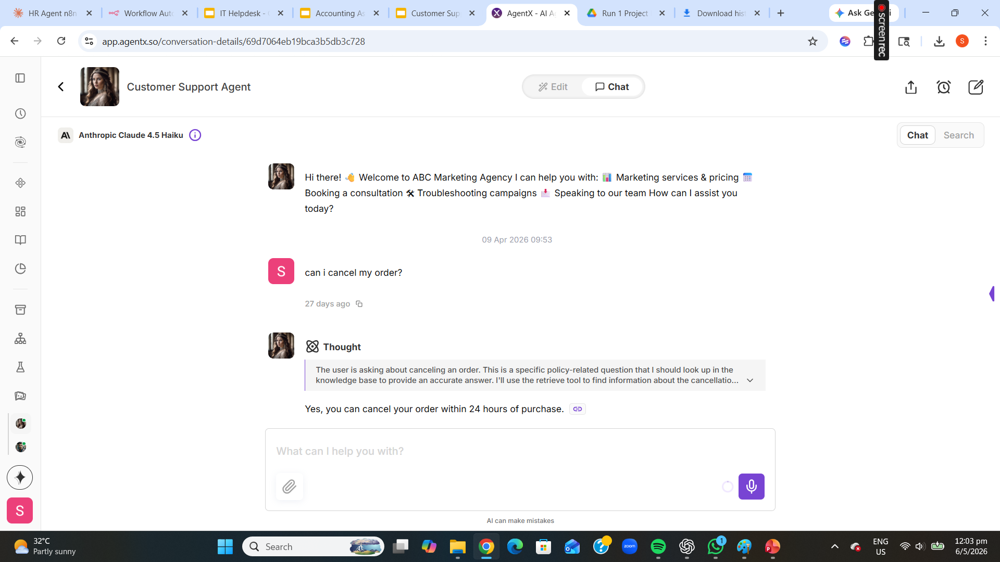 HR Agent n8n
Workflow Auto
IT Helpdesk -
Accounting As
Customer Sup
AgentX - AI Ag
Run 1 Project
Download hist
Ask Ge
screenrec
app.agentx.so/conversation-details/69d7064eb19bca3b5db3c728
S
Customer Support Agent
Edit
Chat
Anthropic Claude 4.5 Haiku
Chat
Search
Hi there! 👋 Welcome to ABC Marketing Agency I can help you with: 📊 Marketing services & pricing 📅
Booking a consultation 🛠 Troubleshooting campaigns 📩 Speaking to our team How can I assist you
today?
09 Apr 2026 09:53
S
can i cancel my order?
27 days ago
Thought
The user is asking about canceling an order. This is a specific policy-related question that I should look up in the
knowledge base to provide an accurate answer. I'll use the retrieve tool to find information about the cancellatio...
Yes, you can cancel your order within 24 hours of purchase.
What can I help you with?
AI can make mistakes
S
32°C
Partly sunny
Search
zoom
1
ENG
US
12:03 pm
6/5/2026